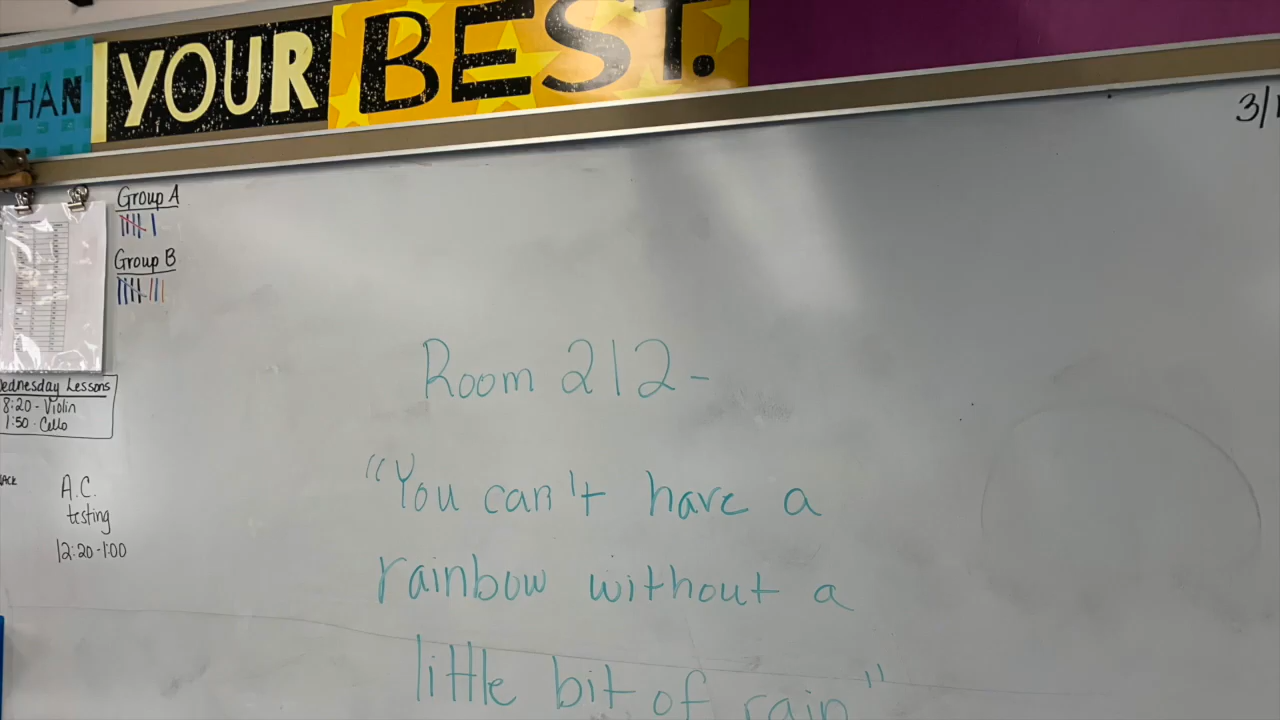 THAN YOUR BEST.
3/
Group A
Group B
Room 212-
"You can't have a
rainbow without a
little bit of rain"
Wednesday Lessons
8:20 - Violin
1:50 - Cello
A.C.
testing
12:20-1:00